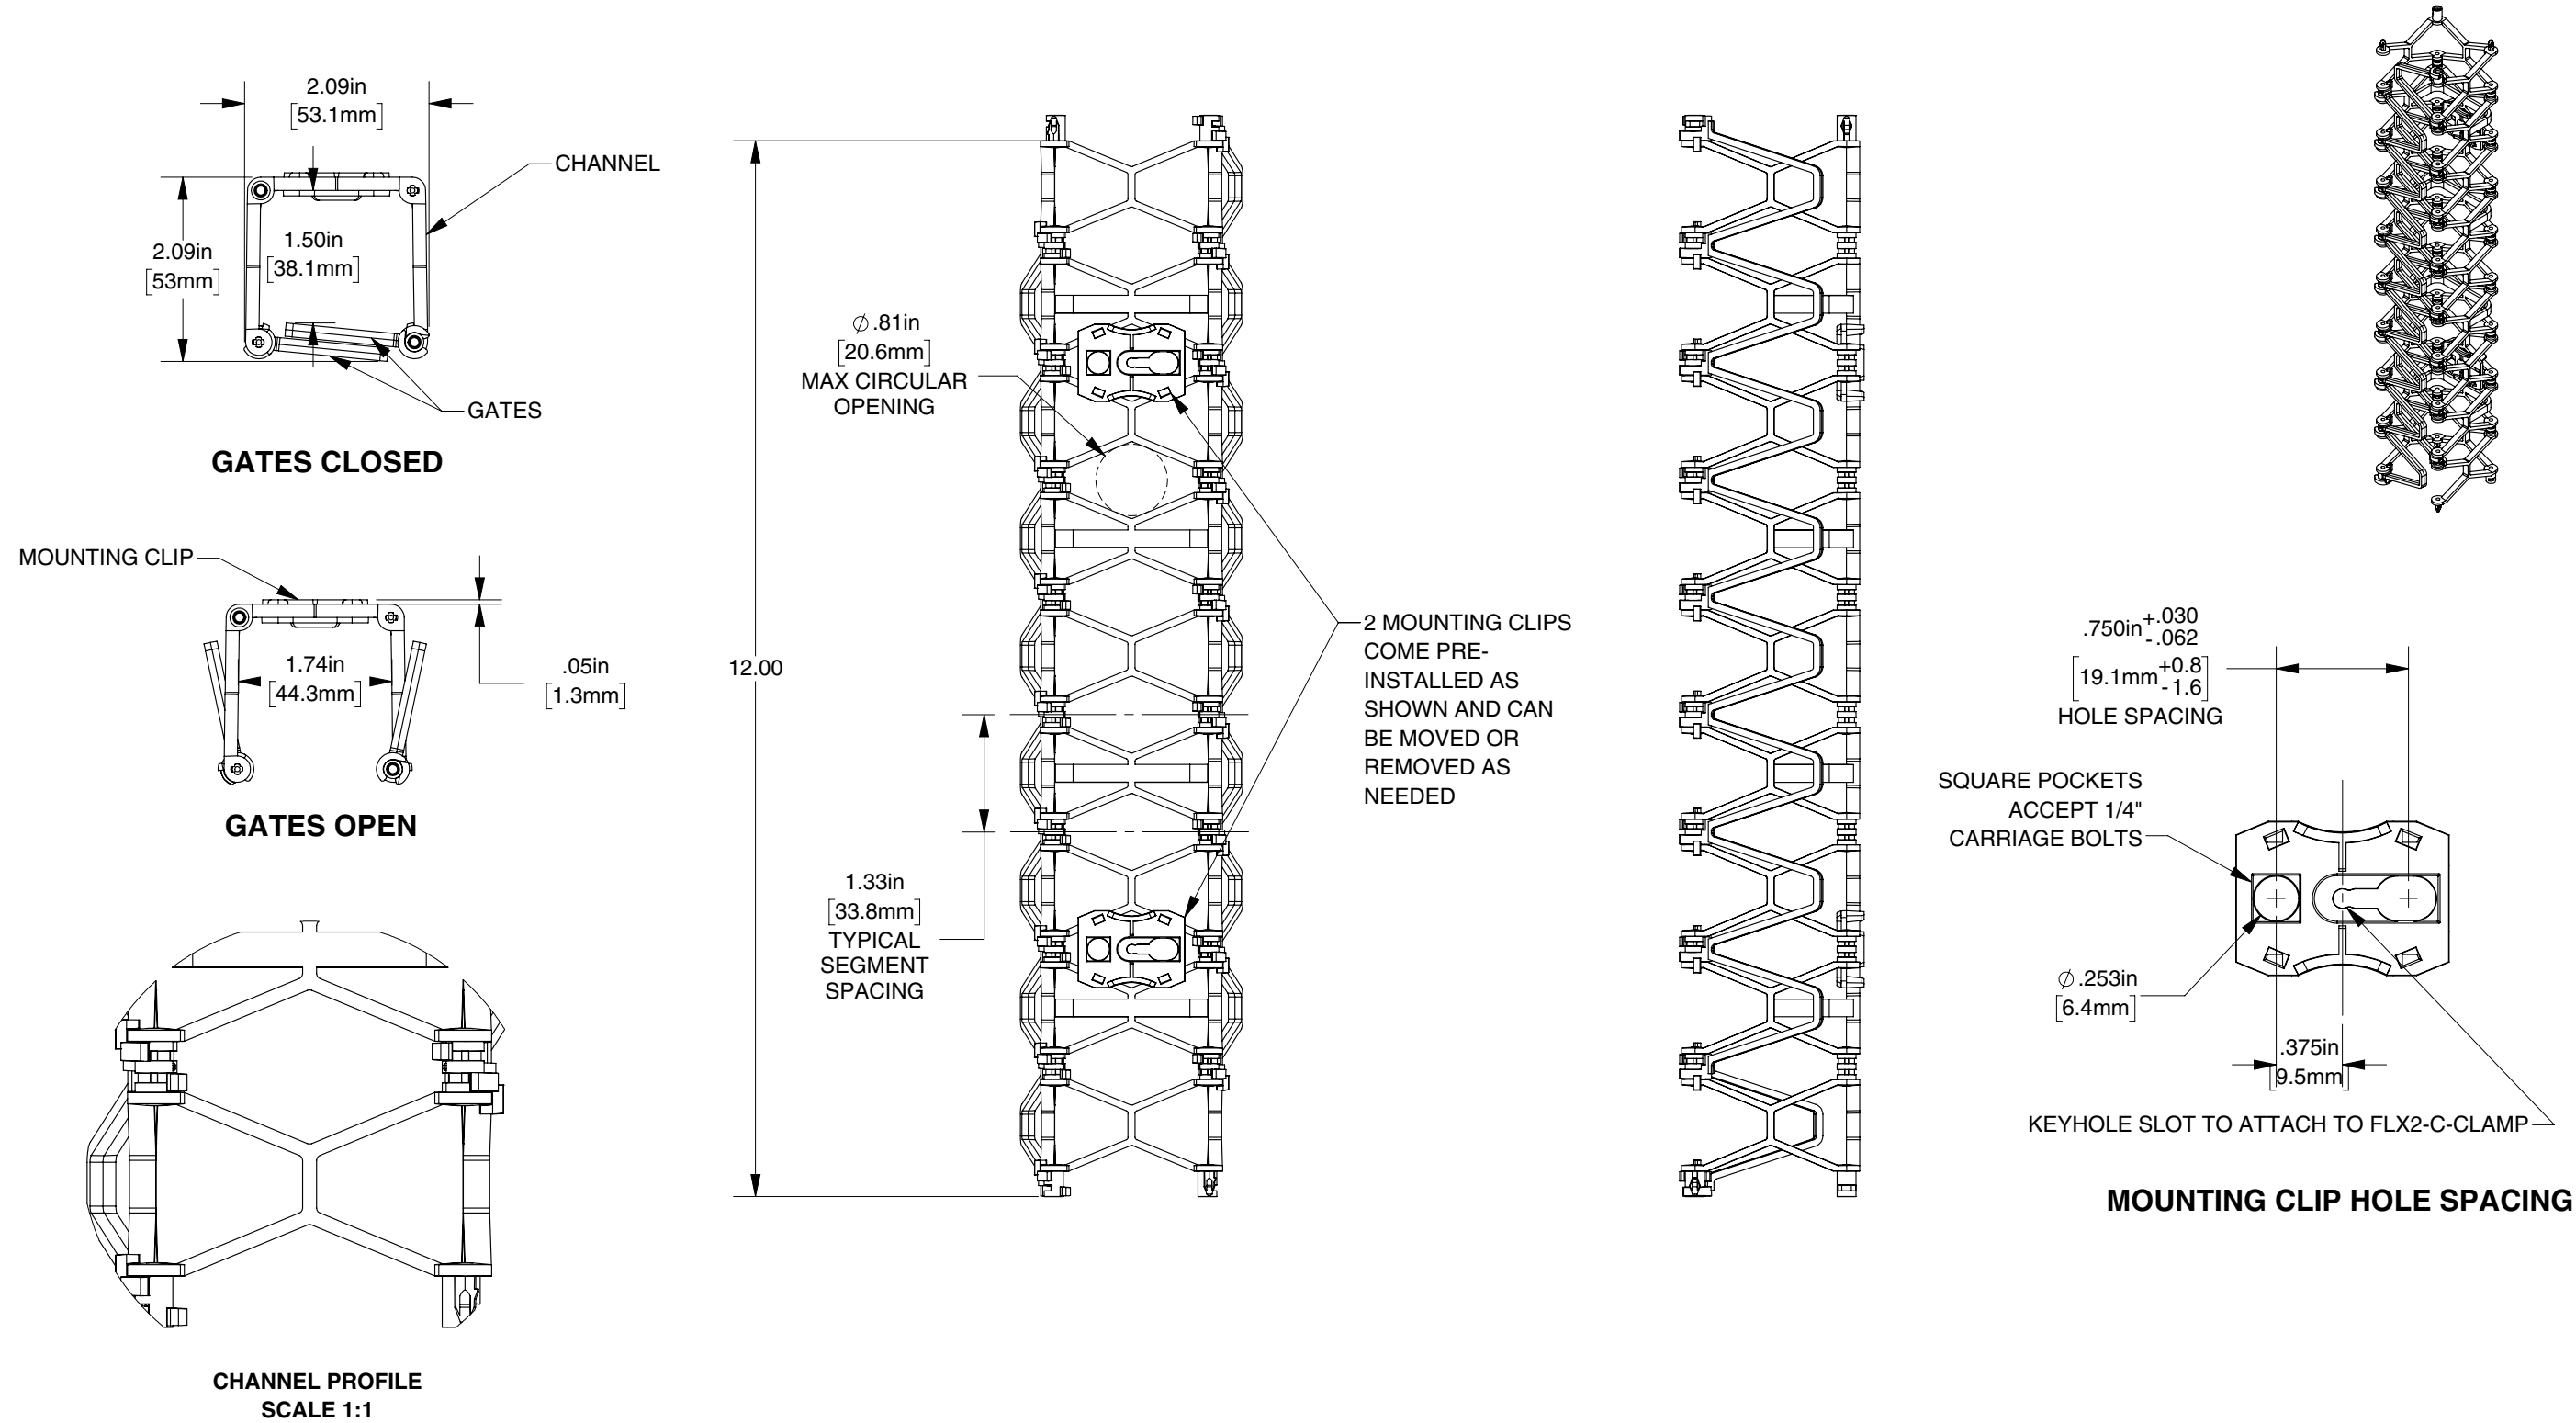 2.09in
[53.1mm]
CHANNEL
2.09in
[53mm]
1.50in
[38.1mm]
GATES
GATES CLOSED
MOUNTING CLIP
1.74in
[44.3mm]
.05in
[1.3mm]
GATES OPEN
CHANNEL PROFILE
SCALE 1:1
12.00
⌀.81in
[20.6mm]
MAX CIRCULAR
OPENING
1.33in
[33.8mm]
TYPICAL
SEGMENT
SPACING
2 MOUNTING CLIPS
COME PRE-
INSTALLED AS
SHOWN AND CAN
BE MOVED OR
REMOVED AS
NEEDED
.750in +.030 -.062
[19.1mm +0.8 -1.6]
HOLE SPACING
SQUARE POCKETS
ACCEPT 1/4"
CARRIAGE BOLTS
⌀.253in
[6.4mm]
.375in
[9.5mm]
KEYHOLE SLOT TO ATTACH TO FLX2-C-CLAMP
MOUNTING CLIP HOLE SPACING